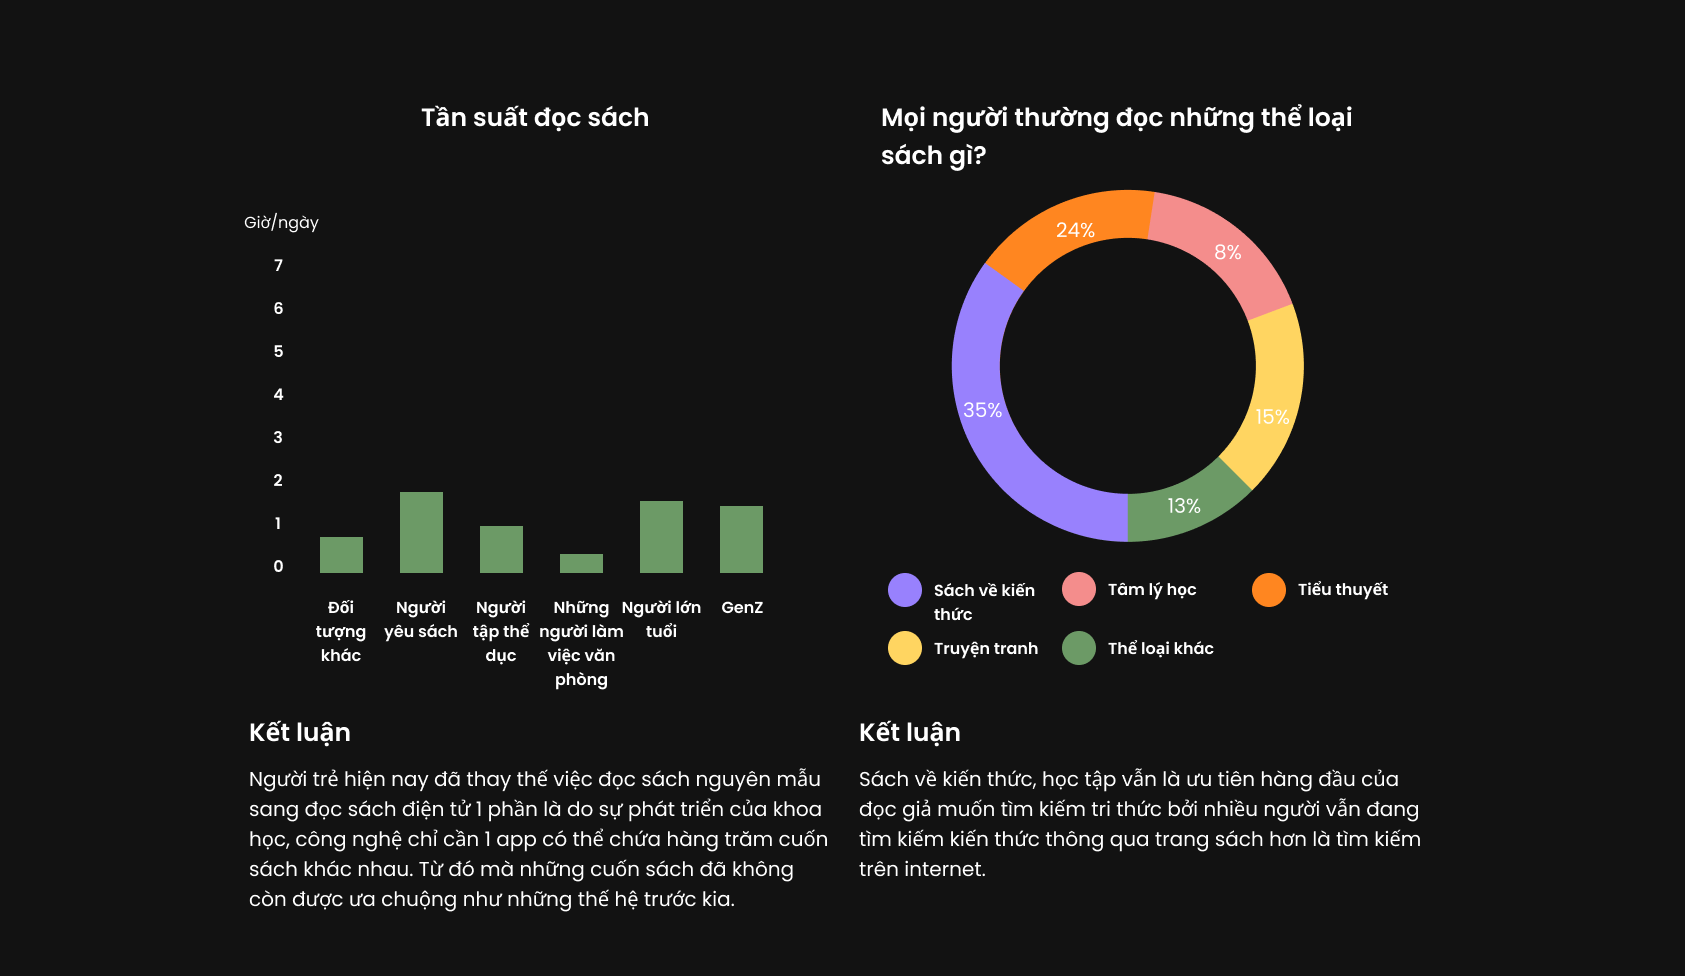 Tần suất đọc sách
Giờ/ngày
7
6
5
4
3
2
1
0
Đối
tượng
khác
Người
yêu sách
Người
tập thể
dục
Những
người làm
việc văn
phòng
Người lớn
tuổi
GenZ
Kết luận
Người trẻ hiện nay đã thay thế việc đọc sách nguyên mẫu
sang đọc sách điện tử 1 phần là do sự phát triển của khoa
học, công nghệ chỉ cần 1 app có thể chứa hàng trăm cuốn
sách khác nhau. Từ đó mà những cuốn sách đã không
còn được ưa chuộng như những thế hệ trước kia.
Mọi người thường đọc những thể loại
sách gì?
24%
8%
35%
15%
13%
Sách về kiến
thức
Tâm lý học
Tiểu thuyết
Truyện tranh
Thể loại khác
Kết luận
Sách về kiến thức, học tập vẫn là ưu tiên hàng đầu của
đọc giả muốn tìm kiếm tri thức bởi nhiều người vẫn đang
tìm kiếm kiến thức thông qua trang sách hơn là tìm kiếm
trên internet.